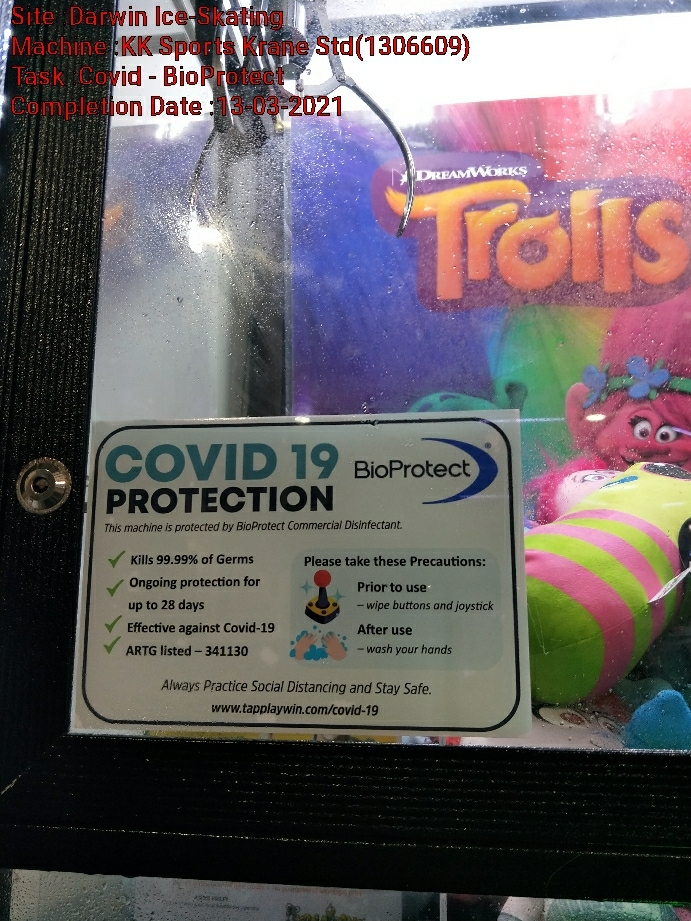 Site  Darwin Ice-Skating
Machine :KK Sports Krane Std(1306609)
Task  Covid - BioProtect
Completion Date :13-03-2021
DREAMWORKS
Trolls
COVID 19
PROTECTION
BioProtect
This machine is protected by BioProtect Commercial Disinfectant.
Kills 99.99% of Germs
Ongoing protection for
up to 28 days
Effective against Covid-19
ARTG listed – 341130
Please take these Precautions:
Prior to use
– wipe buttons and joystick
After use
– wash your hands
Always Practice Social Distancing and Stay Safe.
www.tapplaywin.com/covid-19